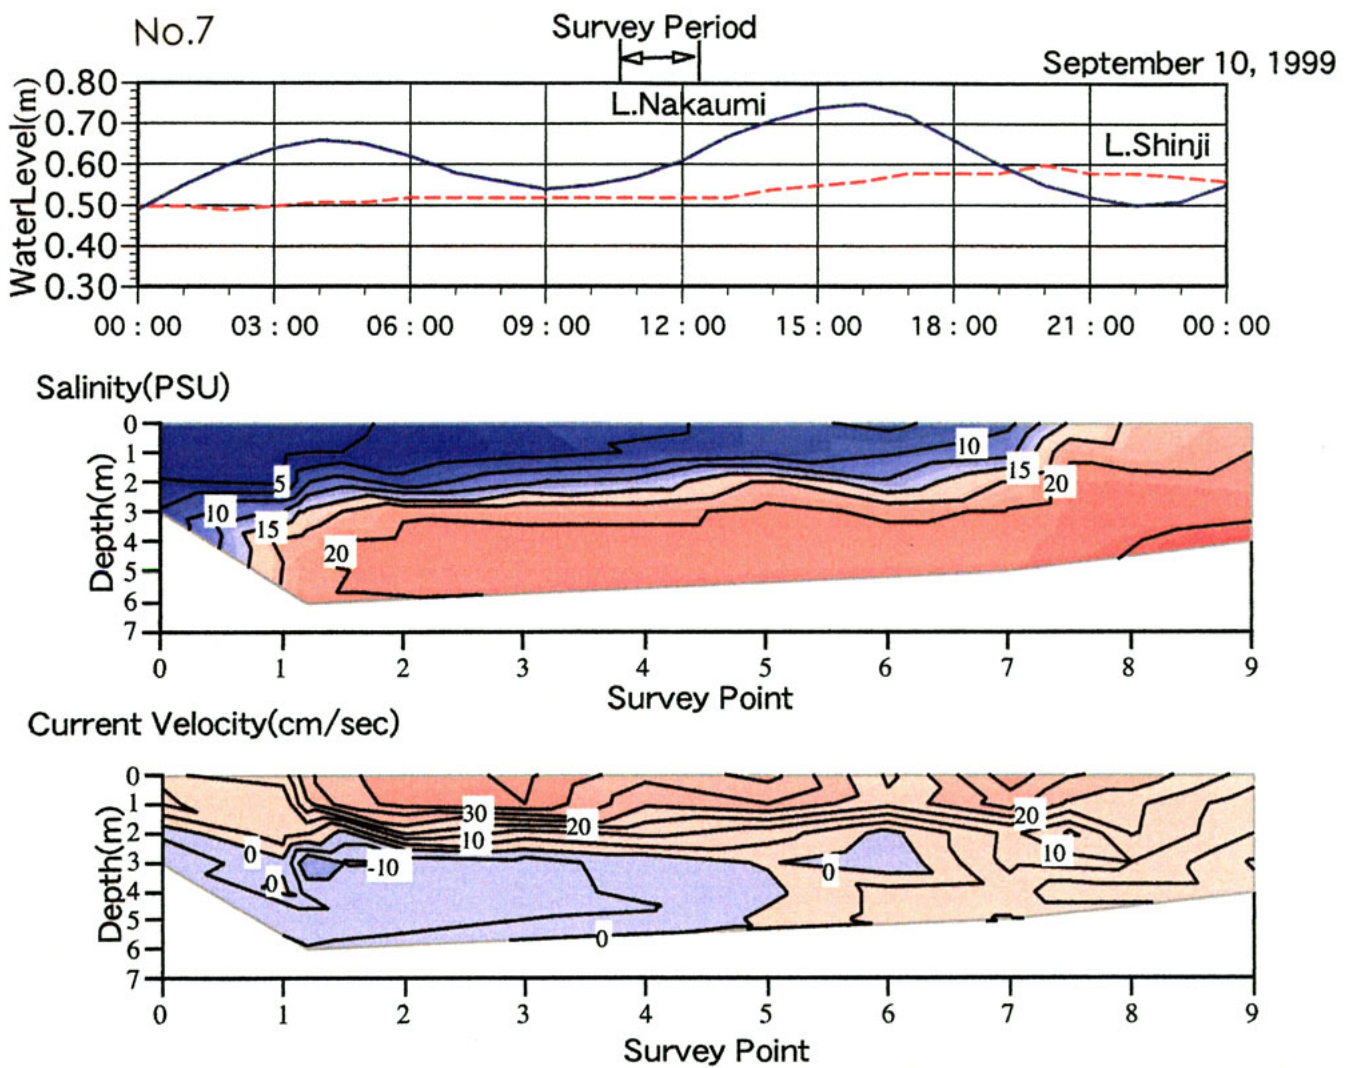 No.7
Survey Period
September 10, 1999
WaterLevel(m)
0.80
0.70
0.60
0.50
0.40
0.30
L.Nakaumi
L.Shinji
00 : 00 03 : 00 06 : 00 09 : 00 12 : 00 15 : 00 18 : 00 21 : 00 00 : 00
Salinity(PSU)
Depth(m)
0
1
2
3
4
5
6
7
5
10
15
20
10
15
20
0 1 2 3 4 5 6 7 8 9
Survey Point
Current Velocity(cm/sec)
Depth(m)
0
1
2
3
4
5
6
7
30
20
10
20
10
0
-10
0
0
0
0 1 2 3 4 5 6 7 8 9
Survey Point